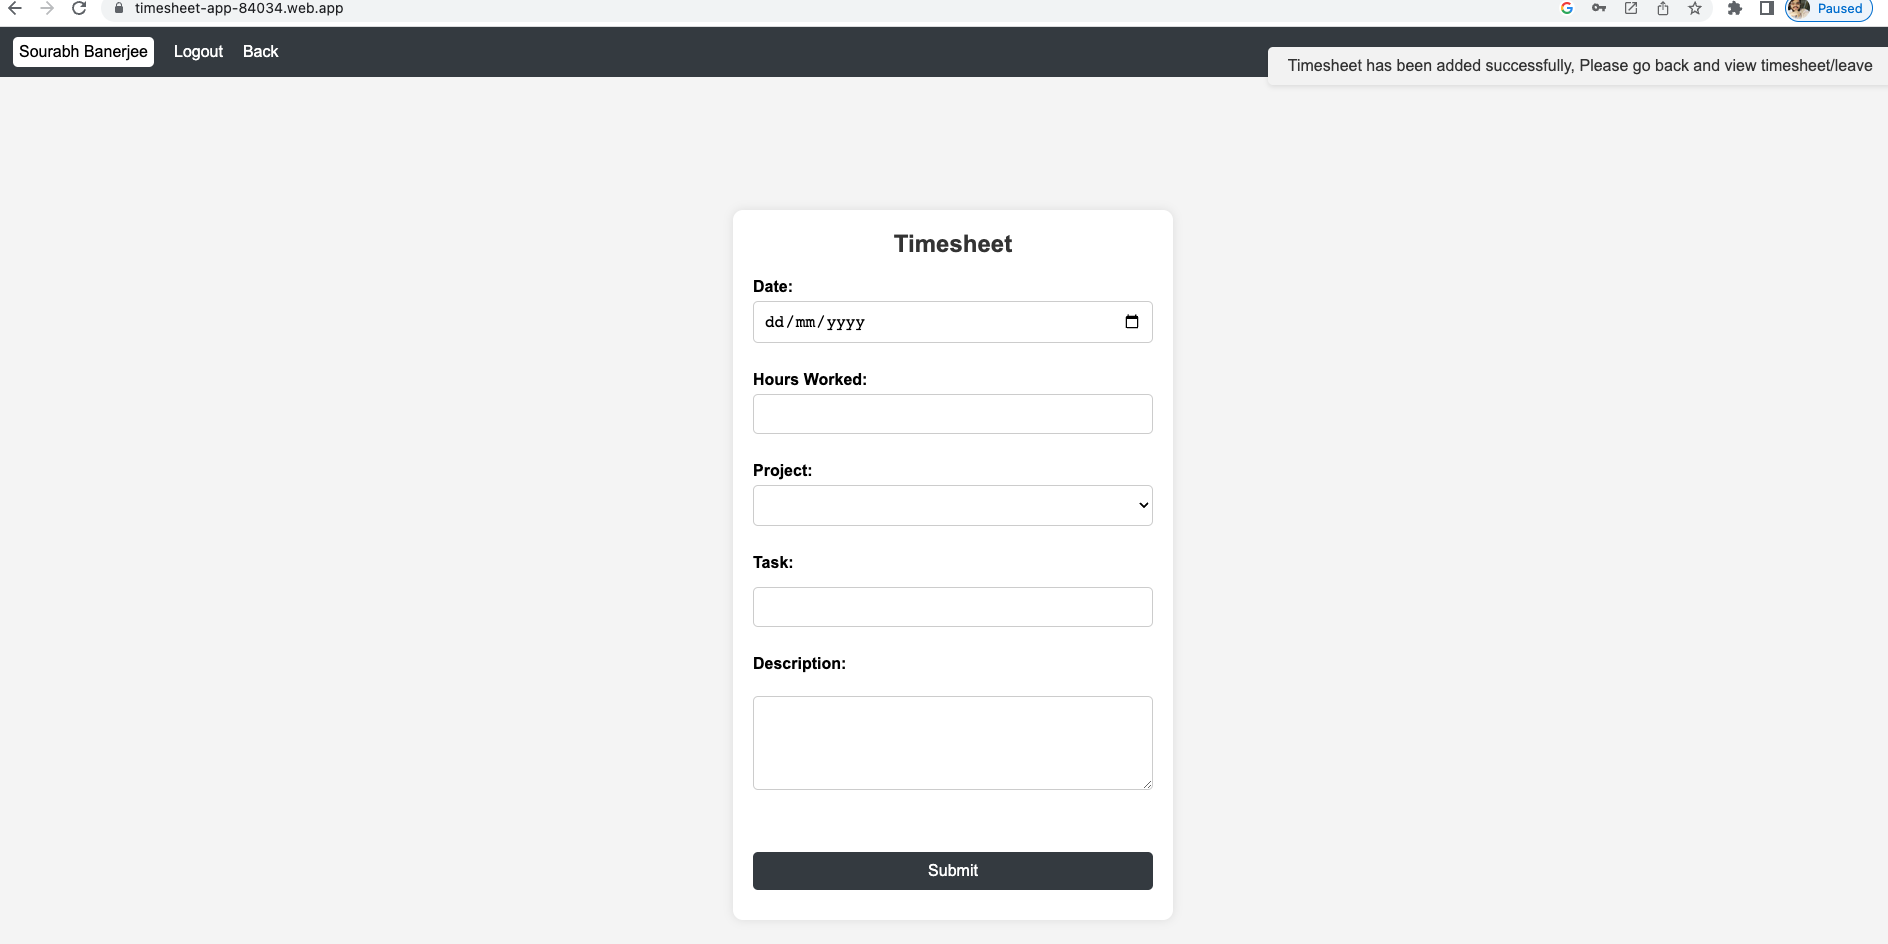 timesheet-app-84034.web.app
Paused
Sourabh Banerjee Logout Back
Timesheet has been added successfully, Please go back and view timesheet/leave
Timesheet
Date:
dd/mm/yyyy
Hours Worked:
Project:
Task:
Description:
Submit